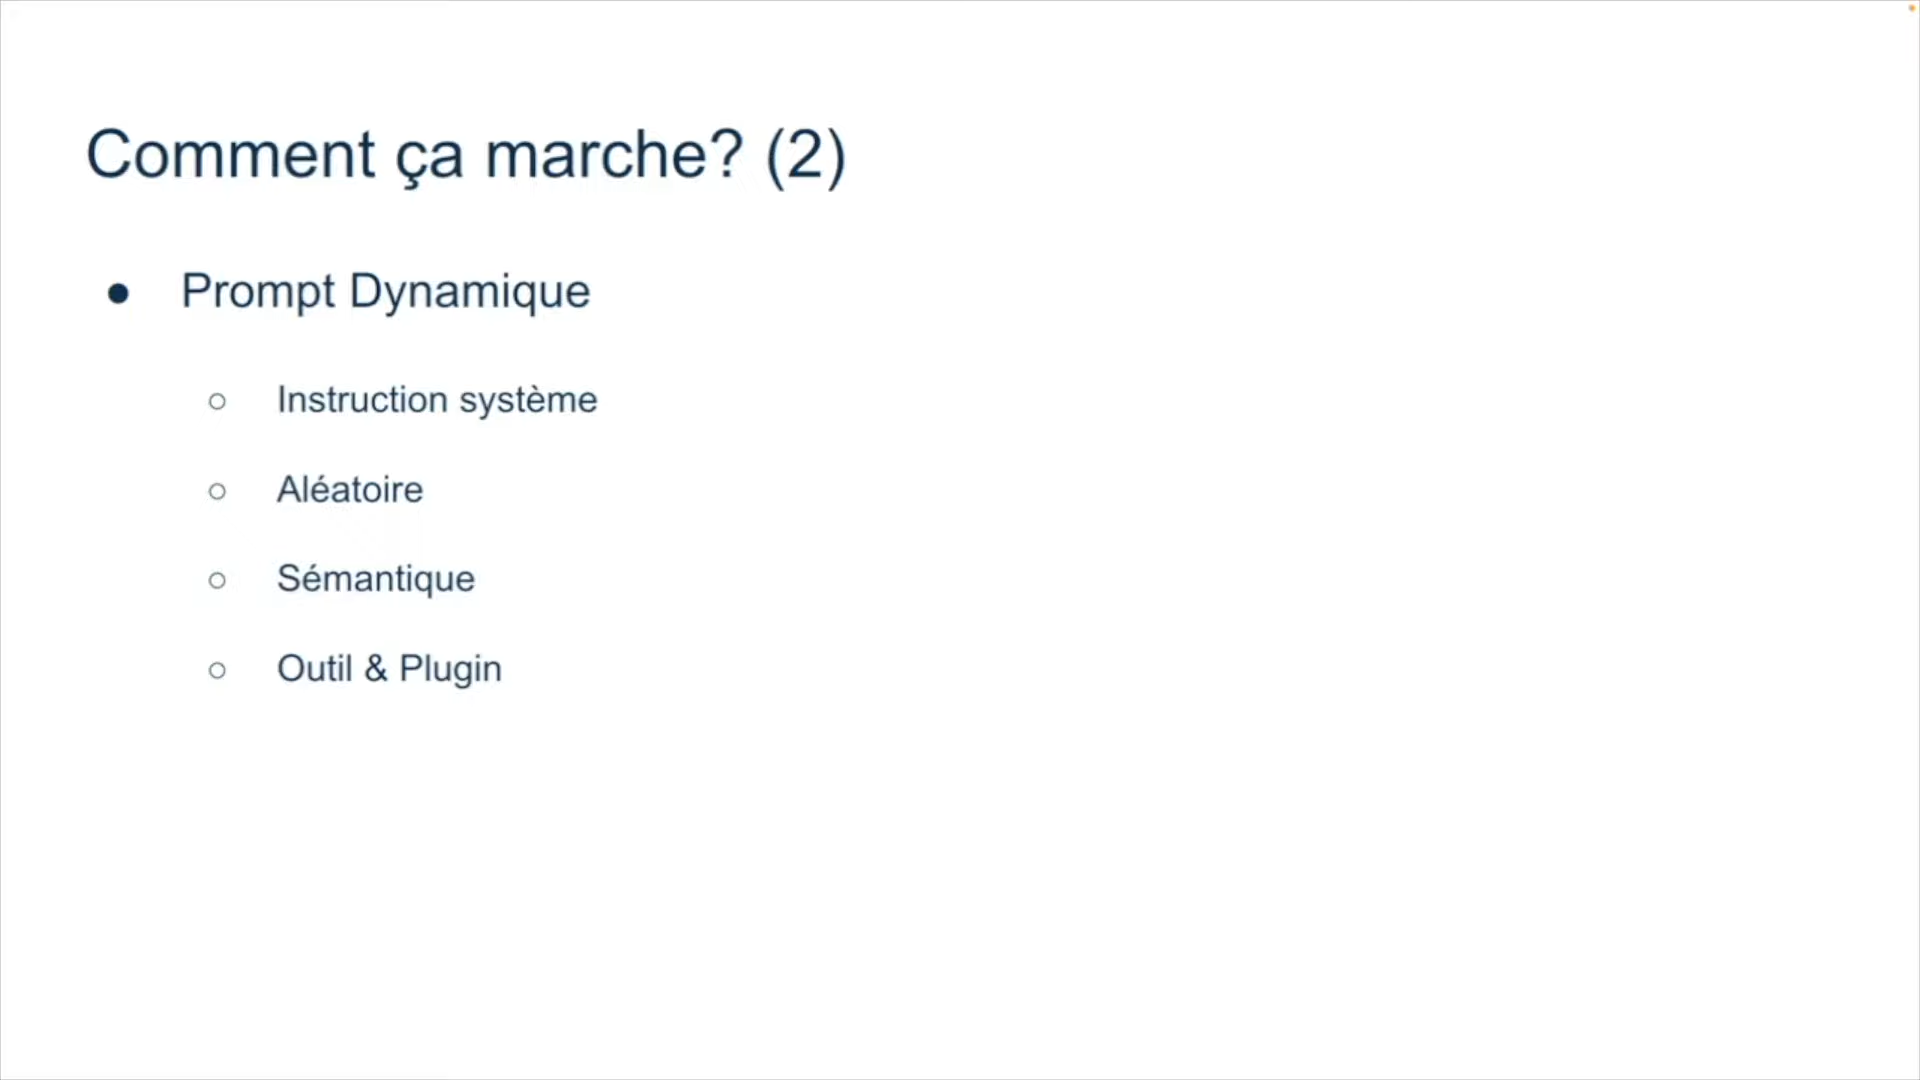 Comment ça marche? (2)
● Prompt Dynamique
○ Instruction système
○ Aléatoire
○ Sémantique
○ Outil & Plugin